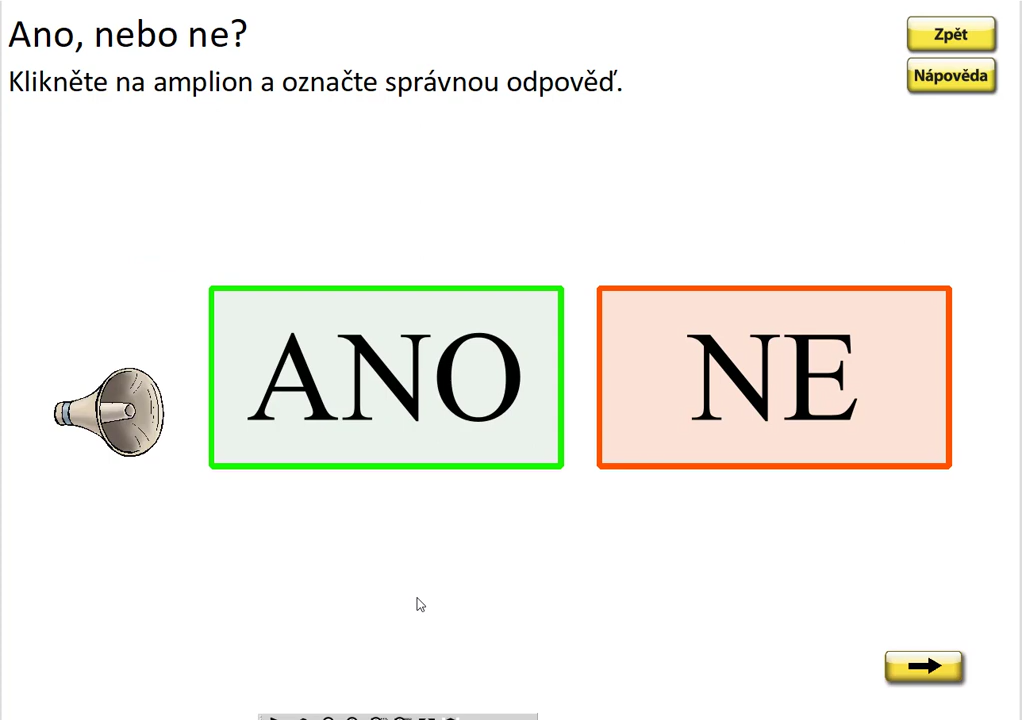 Ano, nebo ne?
Zpět
Klikněte na amplion a označte správnou odpověď.
Nápověda
ANO
NE